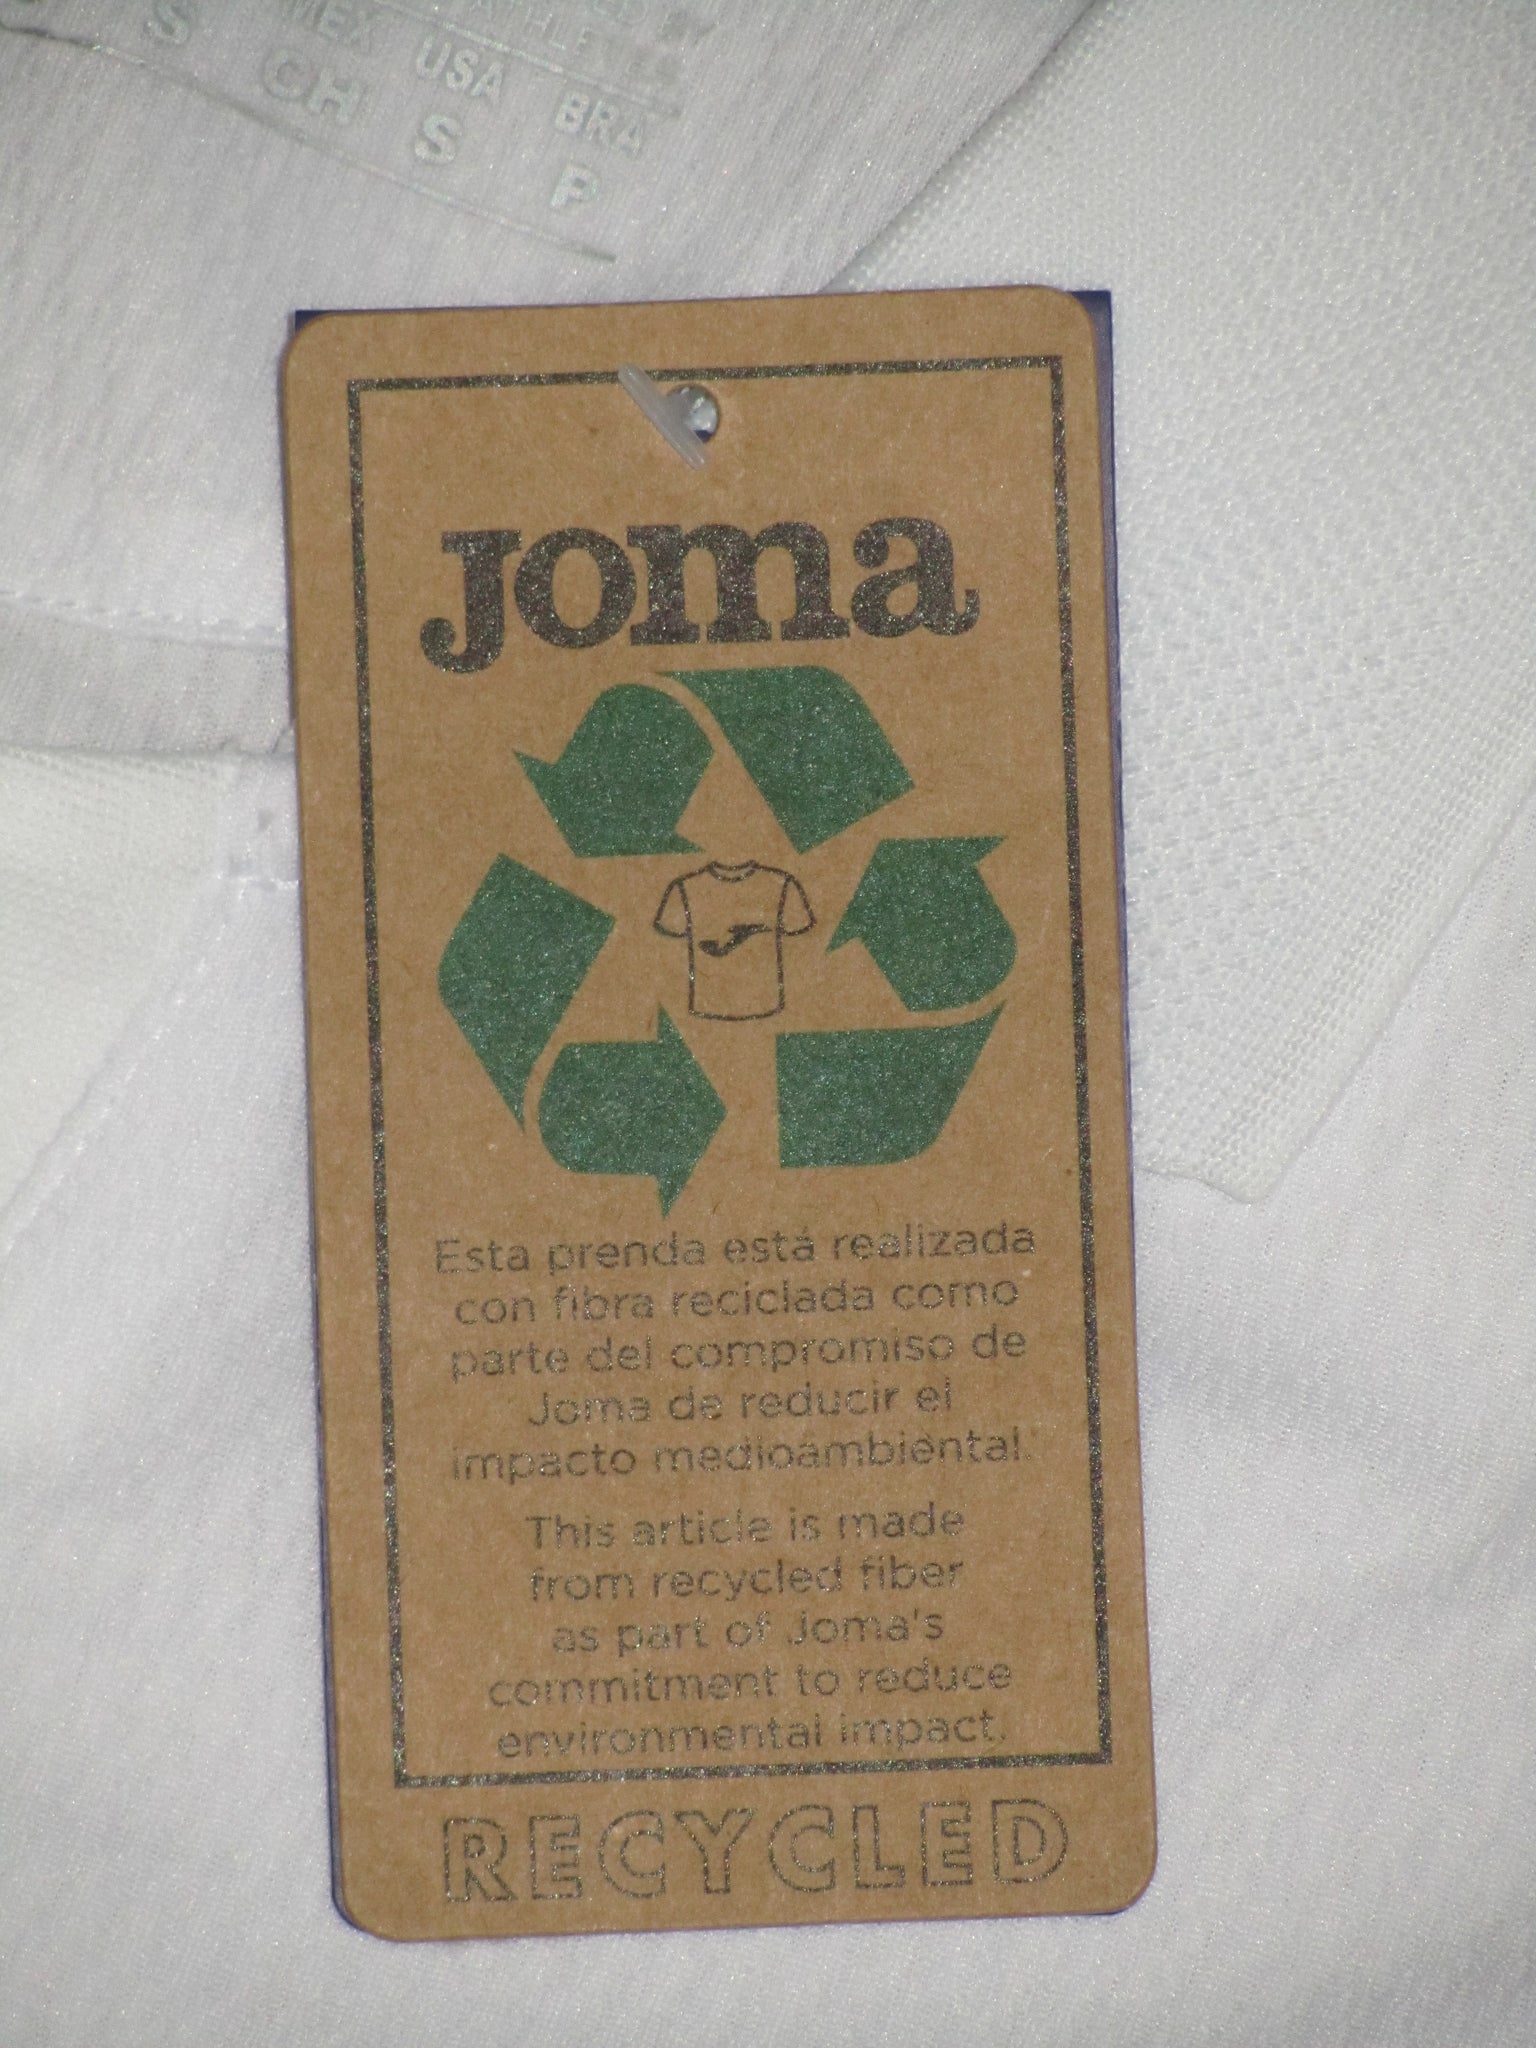 S
MEX USA BRA
CH S P
Joma
Esta prenda está realizada
con fibra reciclada como
parte del compromiso de
Joma de reducir el
impacto medioambiental.
This article is made
from recycled fiber
as part of Joma's
commitment to reduce
environmental impact.
RECYCLED